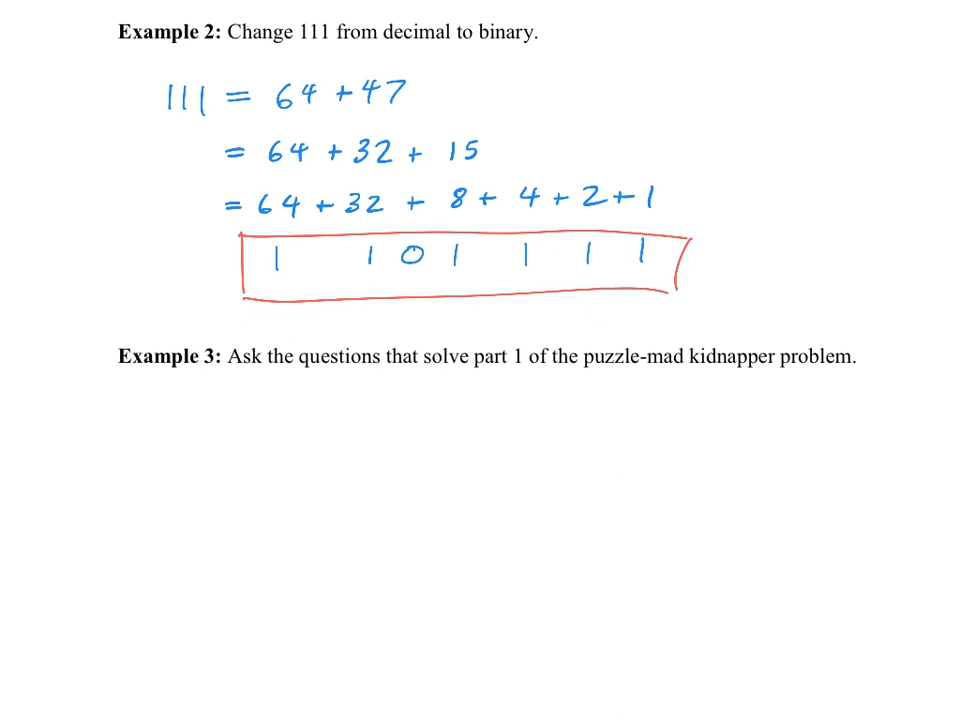 Example 2: Change 111 from decimal to binary.
111 = 64 + 47
= 64 + 32 + 15
= 64 + 32 + 8 + 4 + 2 + 1
1 1 0 1 1 1 1
Example 3: Ask the questions that solve part 1 of the puzzle-mad kidnapper problem.